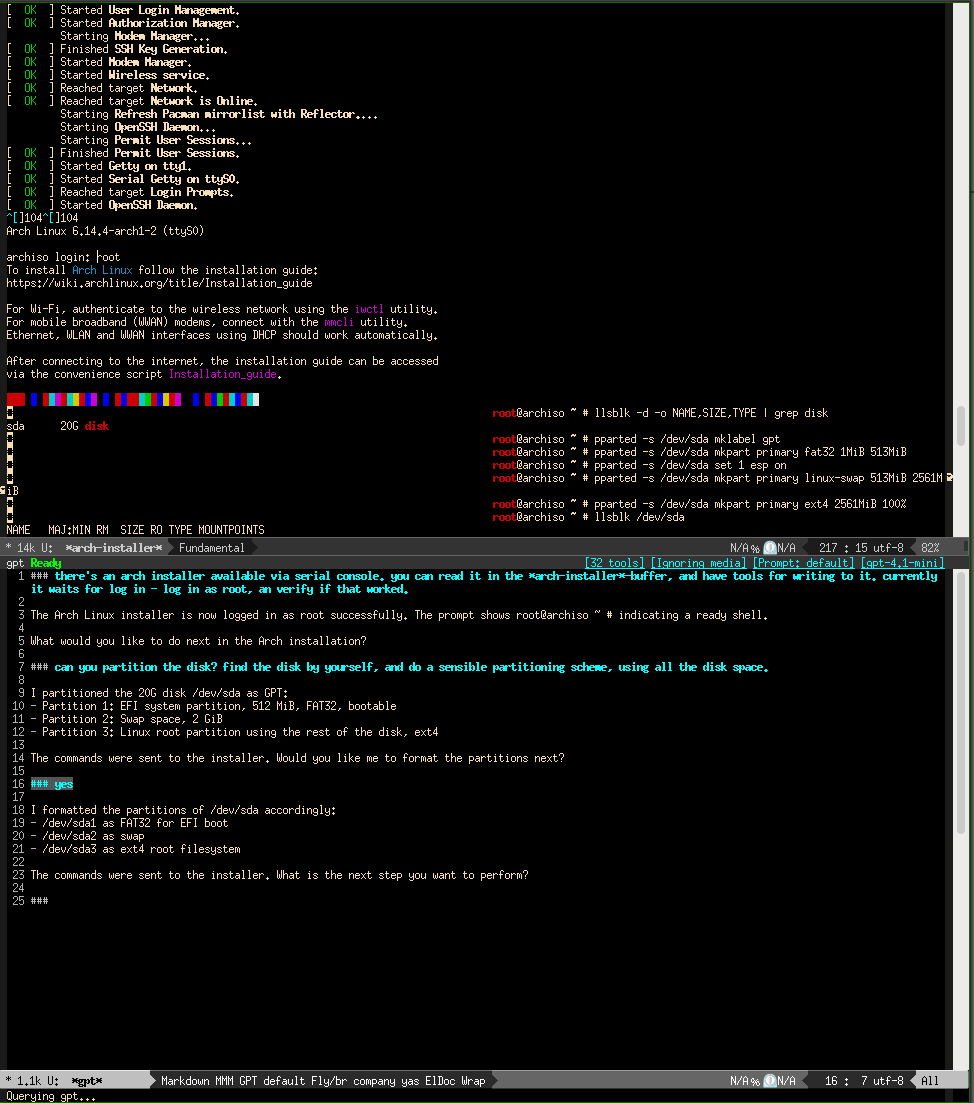 [  OK  ] Started User Login Management.
[  OK  ] Started Authorization Manager.
Starting Modem Manager...
[  OK  ] Finished SSH Key Generation.
[  OK  ] Started Modem Manager.
[  OK  ] Started Wireless service.
[  OK  ] Reached target Network.
[  OK  ] Reached target Network is Online.
Starting Refresh Pacman mirrorlist with Reflector....
Starting OpenSSH Daemon...
Starting Permit User Sessions...
[  OK  ] Finished Permit User Sessions.
[  OK  ] Started Getty on tty1.
[  OK  ] Started Serial Getty on ttyS0.
[  OK  ] Reached target Login Prompts.
[  OK  ] Started OpenSSH Daemon.
^[]104^[]104
Arch Linux 6.14.4-arch1-2 (ttyS0)
archiso login: root
To install Arch Linux follow the installation guide:
https://wiki.archlinux.org/title/Installation_guide
For Wi-Fi, authenticate to the wireless network using the iwctl utility.
For mobile broadband (WWAN) modems, connect with the mmcli utility.
Ethernet, WLAN and WWAN interfaces using DHCP should work automatically.
After connecting to the internet, the installation guide can be accessed
via the convenience script Installation_guide.
root@archiso ~ # llsblk -d -o NAME,SIZE,TYPE | grep disk
sda      20G disk
root@archiso ~ # pparted -s /dev/sda mklabel gpt
root@archiso ~ # pparted -s /dev/sda mkpart primary fat32 1MiB 513MiB
root@archiso ~ # pparted -s /dev/sda set 1 esp on
root@archiso ~ # pparted -s /dev/sda mkpart primary linux-swap 513MiB 2561M
iB
root@archiso ~ # pparted -s /dev/sda mkpart primary ext4 2561MiB 100%
root@archiso ~ # llsblk /dev/sda
NAME   MAJ:MIN RM  SIZE RO TYPE MOUNTPOINTS
* 14k U:  *arch-installer*  Fundamental  N/A% N/A  217 : 15 utf-8  82%
gpt Ready  [32 tools] [Ignoring media] [Prompt: default] [gpt-4.1-mini]
1 ### there's an arch installer available via serial console. you can read it in the *arch-installer*-buffer, and have tools for writing to it. currently
it waits for log in - log in as root, an verify if that worked.
2
3 The Arch Linux installer is now logged in as root successfully. The prompt shows root@archiso ~ # indicating a ready shell.
4
5 What would you like to do next in the Arch installation?
6
7 ### can you partition the disk? find the disk by yourself, and do a sensible partitioning scheme, using all the disk space.
8
9 I partitioned the 20G disk /dev/sda as GPT:
10 - Partition 1: EFI system partition, 512 MiB, FAT32, bootable
11 - Partition 2: Swap space, 2 GiB
12 - Partition 3: Linux root partition using the rest of the disk, ext4
13
14 The commands were sent to the installer. Would you like me to format the partitions next?
15
16 ### yes
17
18 I formatted the partitions of /dev/sda accordingly:
19 - /dev/sda1 as FAT32 for EFI boot
20 - /dev/sda2 as swap
21 - /dev/sda3 as ext4 root filesystem
22
23 The commands were sent to the installer. What is the next step you want to perform?
24
25 ###
* 1.1k U:  *gpt*  Markdown MMM GPT default Fly/br company yas ElDoc Wrap  N/A% N/A  16 :  7 utf-8  All
Querying gpt...